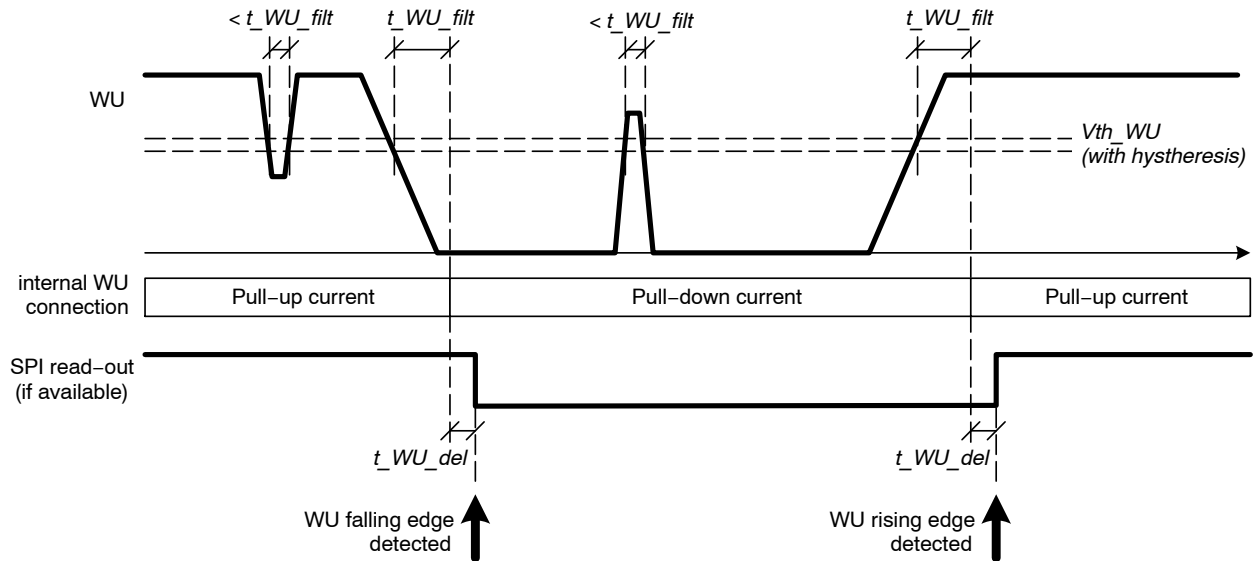 < t_WU_filt
t_WU_filt
< t_WU_filt
t_WU_filt
WU
Vth_WU
(with hystheresis)
internal WU
connection
Pull−up current
Pull−down current
Pull−up current
SPI read−out
(if available)
t_WU_del
t_WU_del
WU falling edge
detected
WU rising edge
detected